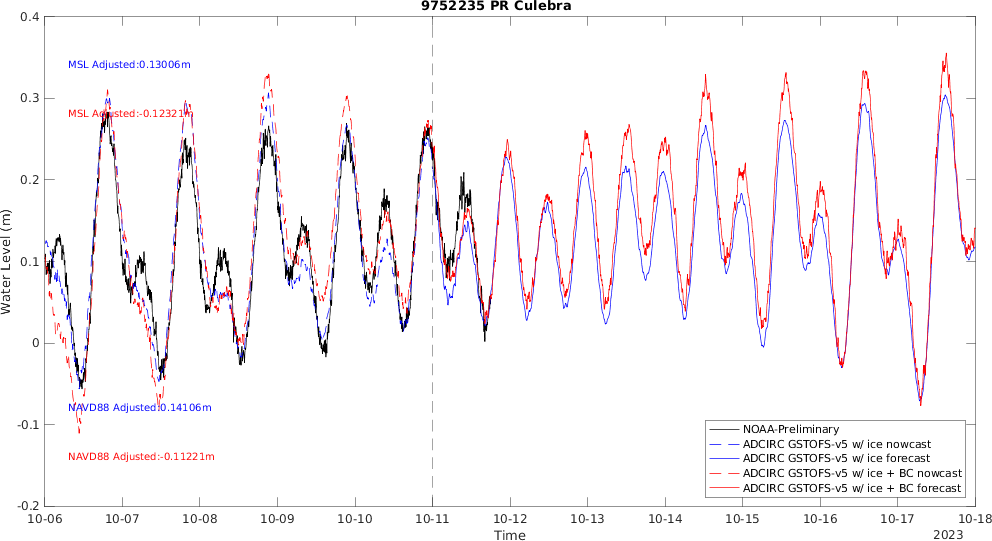 9752235 PR Culebra
0.4
0.3
0.2
0.1
0
-0.1
-0.2
Water Level (m)
MSL Adjusted:0.13006m
MSL Adjusted:-0.12321m
NAVD88 Adjusted:0.14106m
NAVD88 Adjusted:-0.11221m
NOAA-Preliminary
ADCIRC GSTOFS-v5 w/ ice nowcast
ADCIRC GSTOFS-v5 w/ ice forecast
ADCIRC GSTOFS-v5 w/ ice + BC nowcast
ADCIRC GSTOFS-v5 w/ ice + BC forecast
10-06 10-07 10-08 10-09 10-10 10-11 10-12 10-13 10-14 10-15 10-16 10-17 10-18
Time
2023